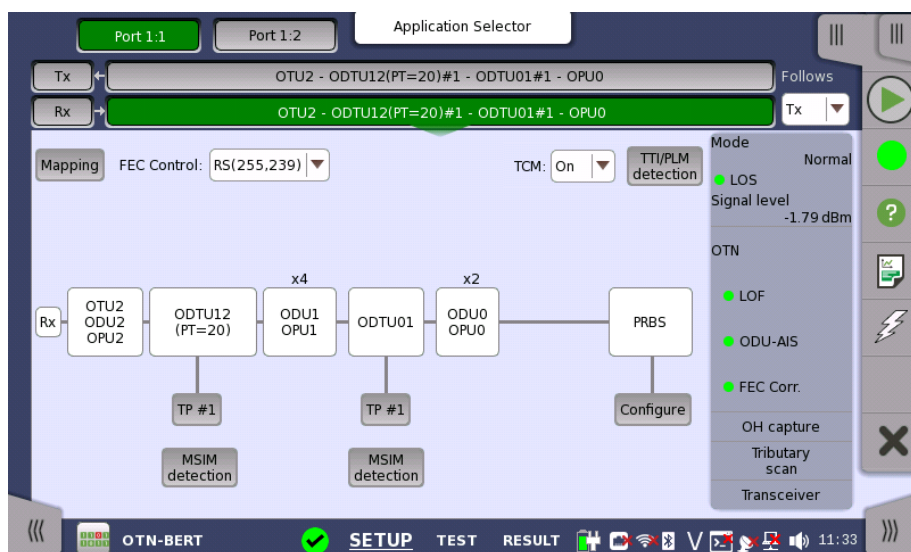 Port 1:1
Port 1:2
Application Selector
Tx
OTU2 - ODTU12(PT=20)#1 - ODTU01#1 - OPU0
Follows
Rx
OTU2 - ODTU12(PT=20)#1 - ODTU01#1 - OPU0
Tx
Mapping
FEC Control:
RS(255,239)
TCM:
On
TTI/PLM
detection
Mode
Normal
LOS
Signal level
-1.79 dBm
OTN
LOF
ODU-AIS
FEC Corr.
OH capture
Tributary
scan
Transceiver
x4
x2
Rx
OTU2
ODU2
OPU2
ODTU12
(PT=20)
ODU1
OPU1
ODTU01
ODU0
OPU0
PRBS
TP #1
TP #1
Configure
MSIM
detection
MSIM
detection
OTN-BERT
SETUP
TEST
RESULT
11:33